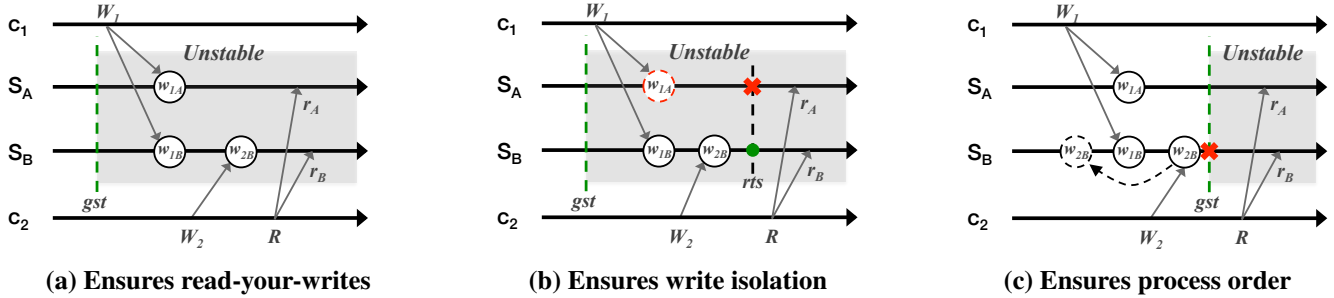 C1 W1
Unstable
SA w1A
rA
SB w1B w2B
rB
gst
C2
W2 R
(a) Ensures read-your-writes
C1 W1
Unstable
SA w1A
rA
SB w1B w2B
rB
gst rts
C2
W2 R
(b) Ensures write isolation
C1 W1
Unstable
SA w1A
rA
SB w2B w1B w2B
rB
gst
C2
W2 R
(c) Ensures process order